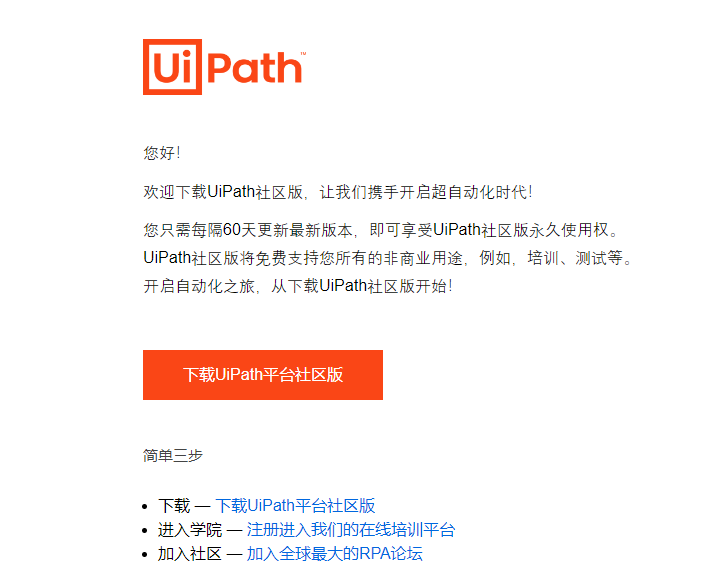 UiPath™
您好！
欢迎下载UiPath社区版，让我们携手开启超自动化时代！
您只需每隔60天更新最新版本，即可享受UiPath社区版永久使用权。
UiPath社区版将免费支持您所有的非商业用途，例如，培训、测试等。
开启自动化之旅，从下载UiPath社区版开始！
下载UiPath平台社区版
简单三步
• 下载 — 下载UiPath平台社区版
• 进入学院 — 注册进入我们的在线培训平台
• 加入社区 — 加入全球最大的RPA论坛